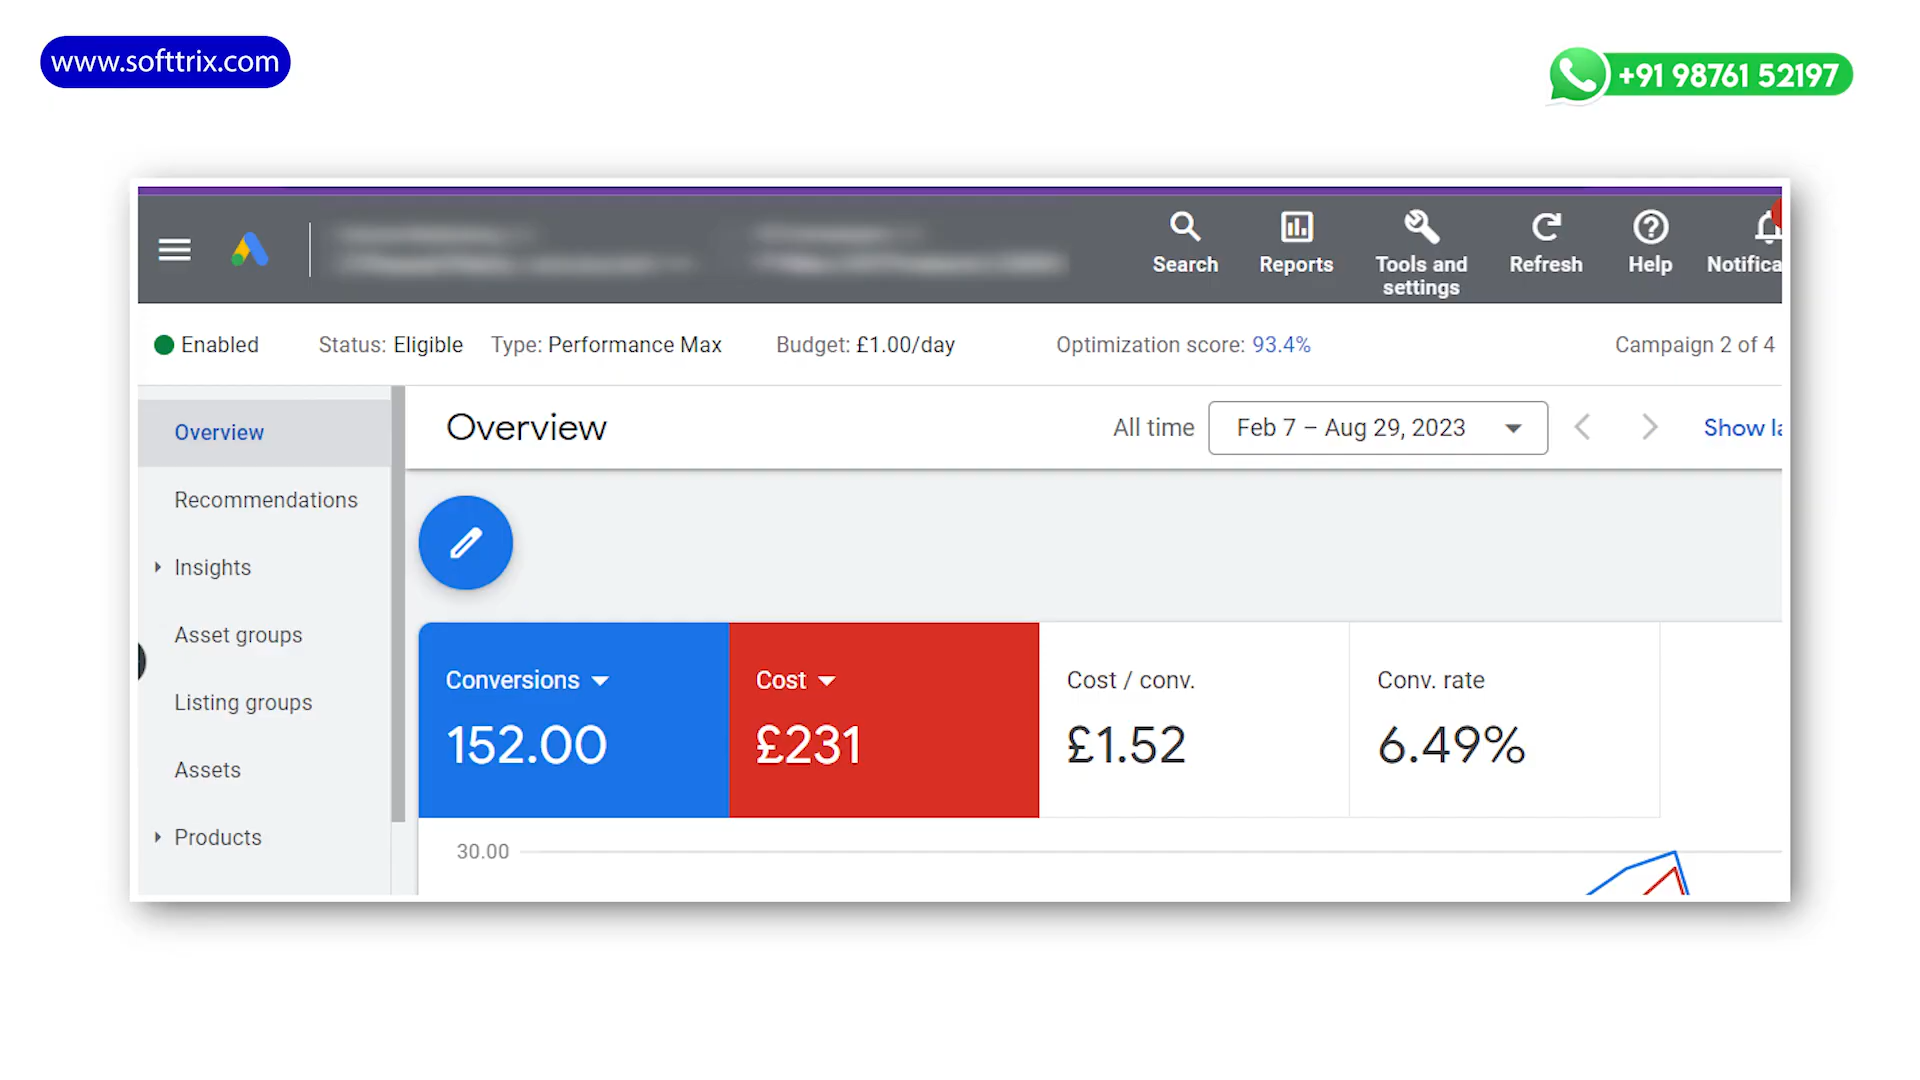 www.softtrix.com
+91 98761 52197
Search
Reports
Tools and
settings
Refresh
Help
Notifica
Enabled
Status: Eligible
Type: Performance Max
Budget: £1.00/day
Optimization score: 93.4%
Campaign 2 of 4
Overview
Recommendations
Insights
Asset groups
Listing groups
Assets
Products
Overview
All time
Feb 7 – Aug 29, 2023
Show la
Conversions
152.00
Cost
£231
Cost / conv.
£1.52
Conv. rate
6.49%
30.00